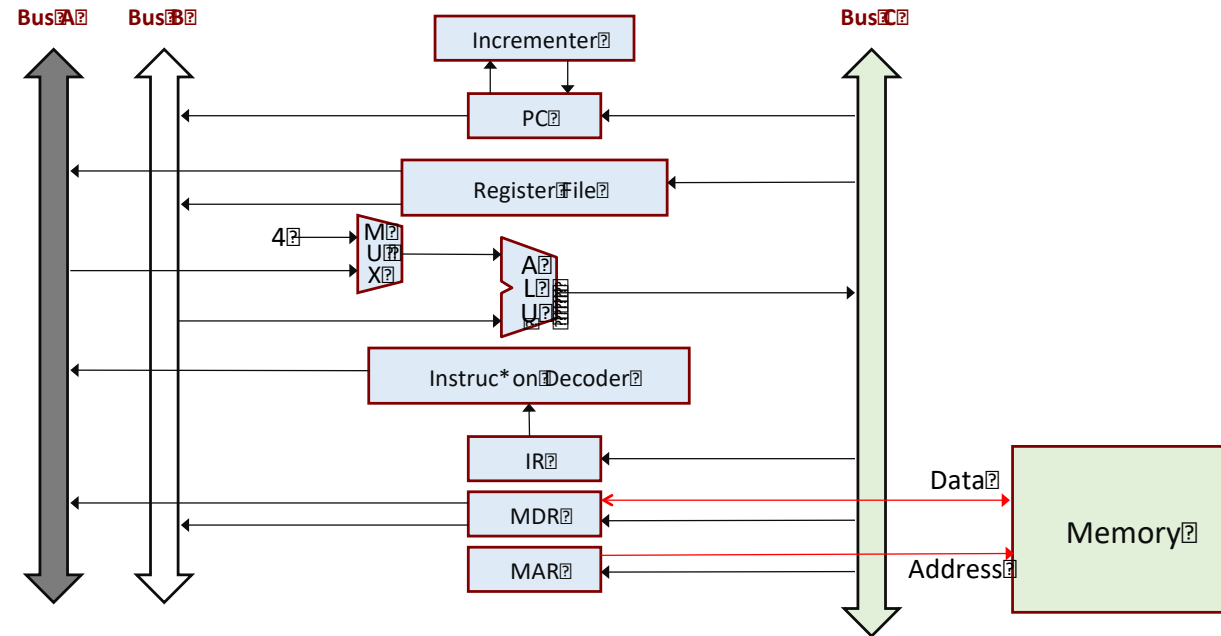 Bus A Bus B Bus C
Incrementer
PC
Register File
4
M
U
X
A
L
U
Instruc*on Decoder
IR
Data
MDR
Memory
MAR
Address